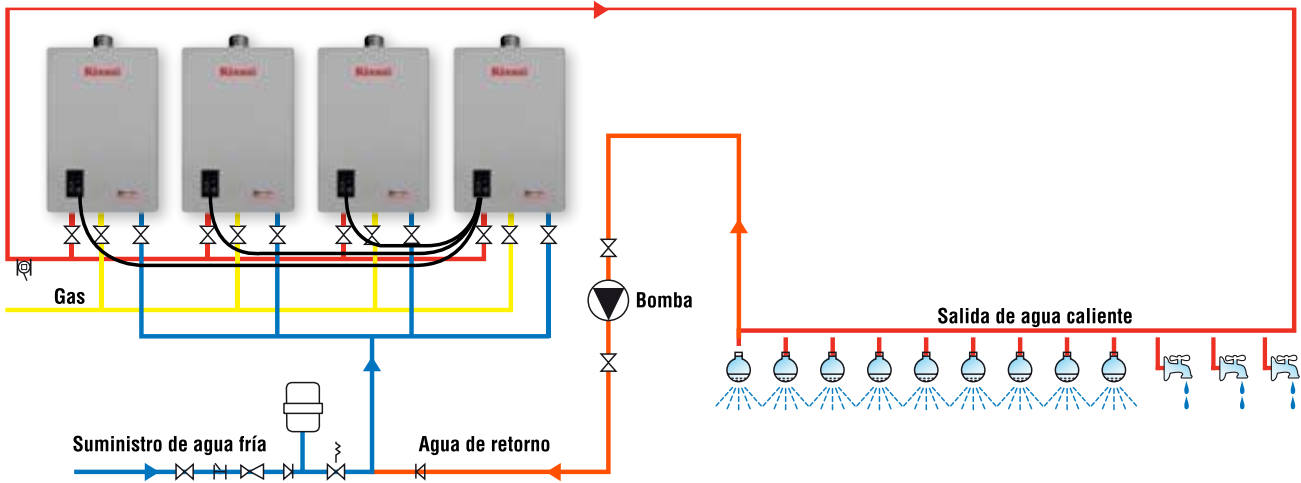 Rinnai
Rinnai
Rinnai
Rinnai
Gas
Bomba
Salida de agua caliente
Suministro de agua fría
Agua de retorno